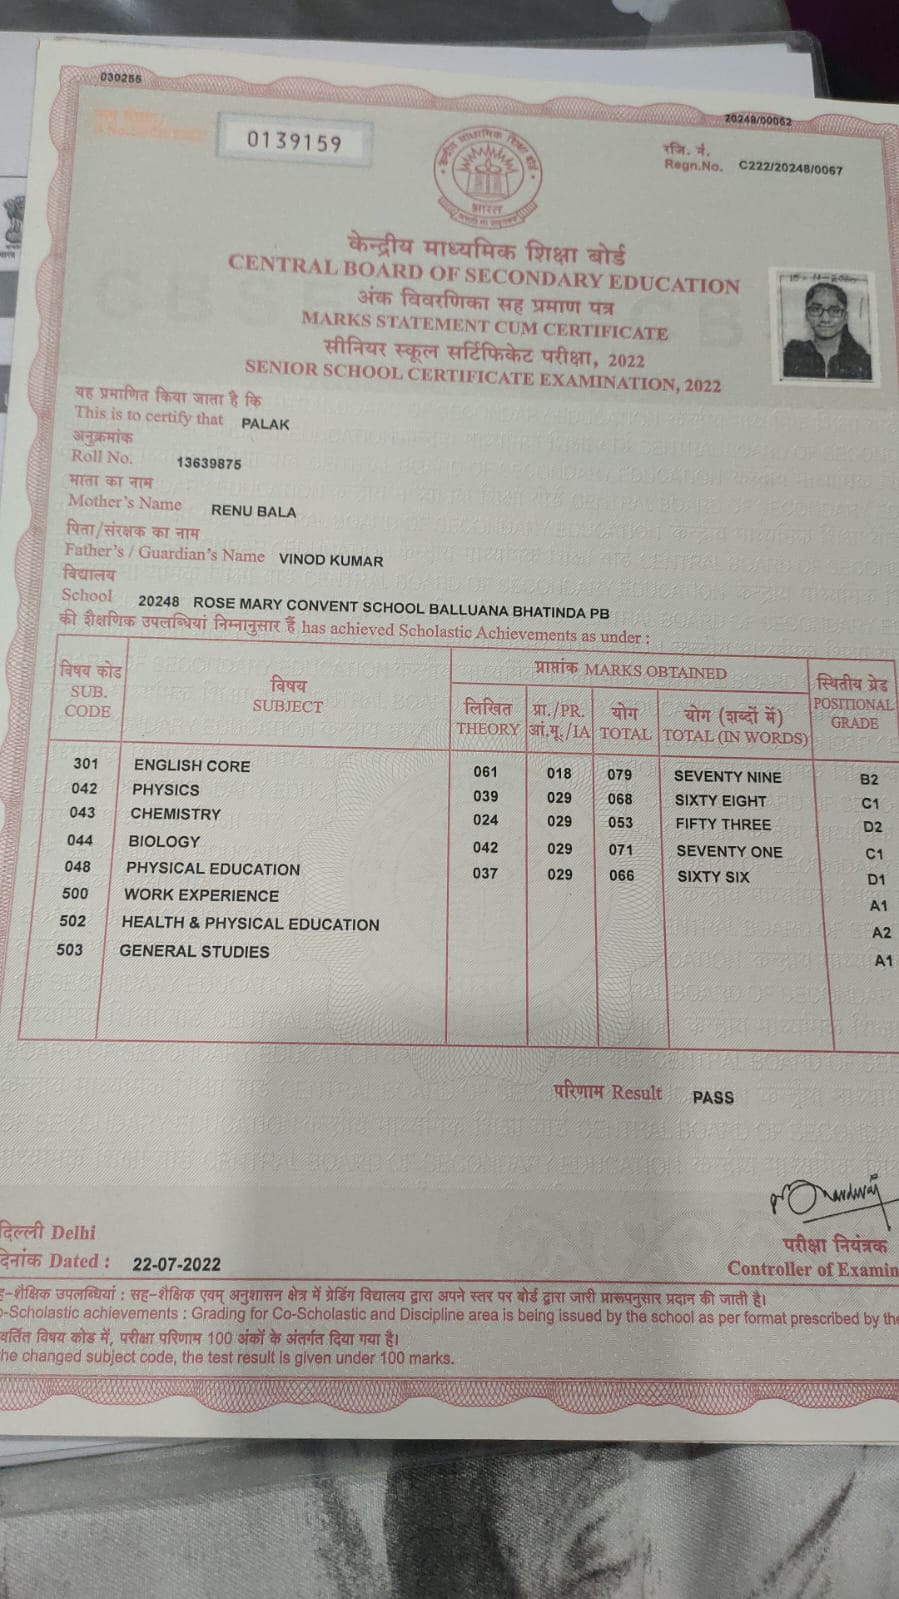 030255
20248/00062
0139159
रजि. नं.
Regn.No. C222/20248/0067
भारत
केन्द्रीय माध्यमिक शिक्षा बोर्ड
CENTRAL BOARD OF SECONDARY EDUCATION
अंक विवरणिका सह प्रमाण पत्र
MARKS STATEMENT CUM CERTIFICATE
सीनियर स्कूल सर्टिफिकेट परीक्षा, 2022
SENIOR SCHOOL CERTIFICATE EXAMINATION, 2022
यह प्रमाणित किया जाता है कि
This is to certify that PALAK
अनुक्रमांक
Roll No. 13639875
माता का नाम
Mother's Name RENU BALA
पिता/संरक्षक का नाम
Father's / Guardian's Name VINOD KUMAR
विद्यालय
School 20248 ROSE MARY CONVENT SCHOOL BALLUANA BHATINDA PB
की शैक्षणिक उपलब्धियां निम्नानुसार हैं has achieved Scholastic Achievements as under :
विषय कोड
SUB.
CODE
विषय
SUBJECT
प्राप्तांक MARKS OBTAINED
लिखित
THEORY
प्रा./PR.
आं.मू./IA
योग
TOTAL
योग (शब्दों में)
TOTAL (IN WORDS)
स्थितीय ग्रेड
POSITIONAL
GRADE
301 ENGLISH CORE 061 018 079 SEVENTY NINE B2
042 PHYSICS 039 029 068 SIXTY EIGHT C1
043 CHEMISTRY 024 029 053 FIFTY THREE D2
044 BIOLOGY 042 029 071 SEVENTY ONE C1
048 PHYSICAL EDUCATION 037 029 066 SIXTY SIX D1
500 WORK EXPERIENCE A1
502 HEALTH & PHYSICAL EDUCATION A2
503 GENERAL STUDIES A1
परिणाम Result PASS
दिल्ली Delhi
दिनांक Dated : 22-07-2022
परीक्षा नियंत्रक
Controller of Examin
ह-शैक्षिक उपलब्धियां : सह-शैक्षिक एवम् अनुशासन क्षेत्र में ग्रेडिंग विद्यालय द्वारा अपने स्तर पर बोर्ड द्वारा जारी प्रारूपनुसार प्रदान की जाती है।
o-Scholastic achievements : Grading for Co-Scholastic and Discipline area is being issued by the school as per format prescribed by the
वर्तित विषय कोड में, परीक्षा परिणाम 100 अंकों के अंतर्गत दिया गया है।
he changed subject code, the test result is given under 100 marks.